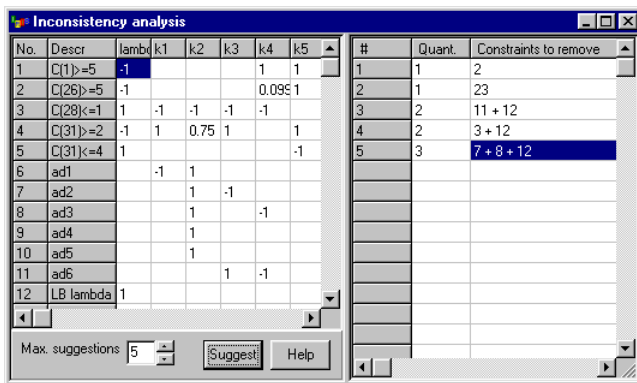 Inconsistency analysis
No. Descr lambd k1 k2 k3 k4 k5
1 C(1)>=5 -1 1 1
2 C(26)>=5 -1 0.099 1
3 C(28)<=1 1 -1 -1 -1 -1
4 C(31)>=2 -1 1 0.75 1 1
5 C(31)<=4 1 -1
6 ad1 -1 1
7 ad2 1 -1
8 ad3 1 -1
9 ad4 1
10 ad5 1
11 ad6 1 -1
12 LB lambda 1
Max. suggestions 5 Suggest Help
# Quant. Constraints to remove
1 1 2
2 1 23
3 2 11 + 12
4 2 3 + 12
5 3 7 + 8 + 12